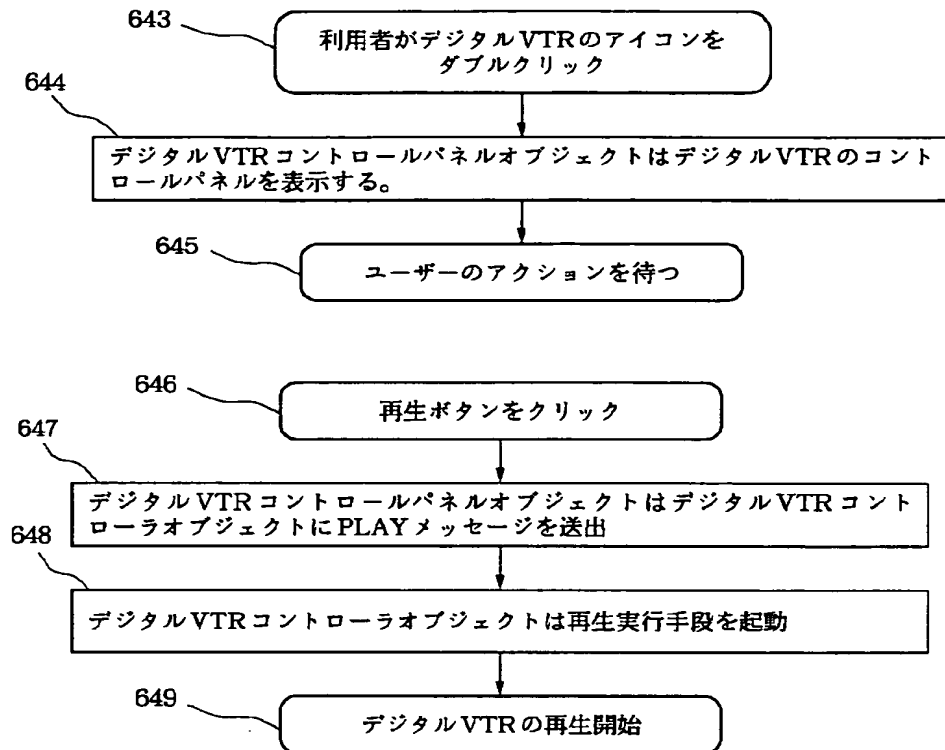 643
利用者がデジタルVTRのアイコンを
ダブルクリック
644
デジタルVTRコントロールパネルオブジェクトはデジタルVTRのコント
ロールパネルを表示する。
645
ユーザーのアクションを待つ
646
再生ボタンをクリック
647
デジタルVTRコントロールパネルオブジェクトはデジタルVTRコント
ローラオブジェクトにPLAYメッセージを送出
648
デジタルVTRコントローラオブジェクトは再生実行手段を起動
649
デジタルVTRの再生開始